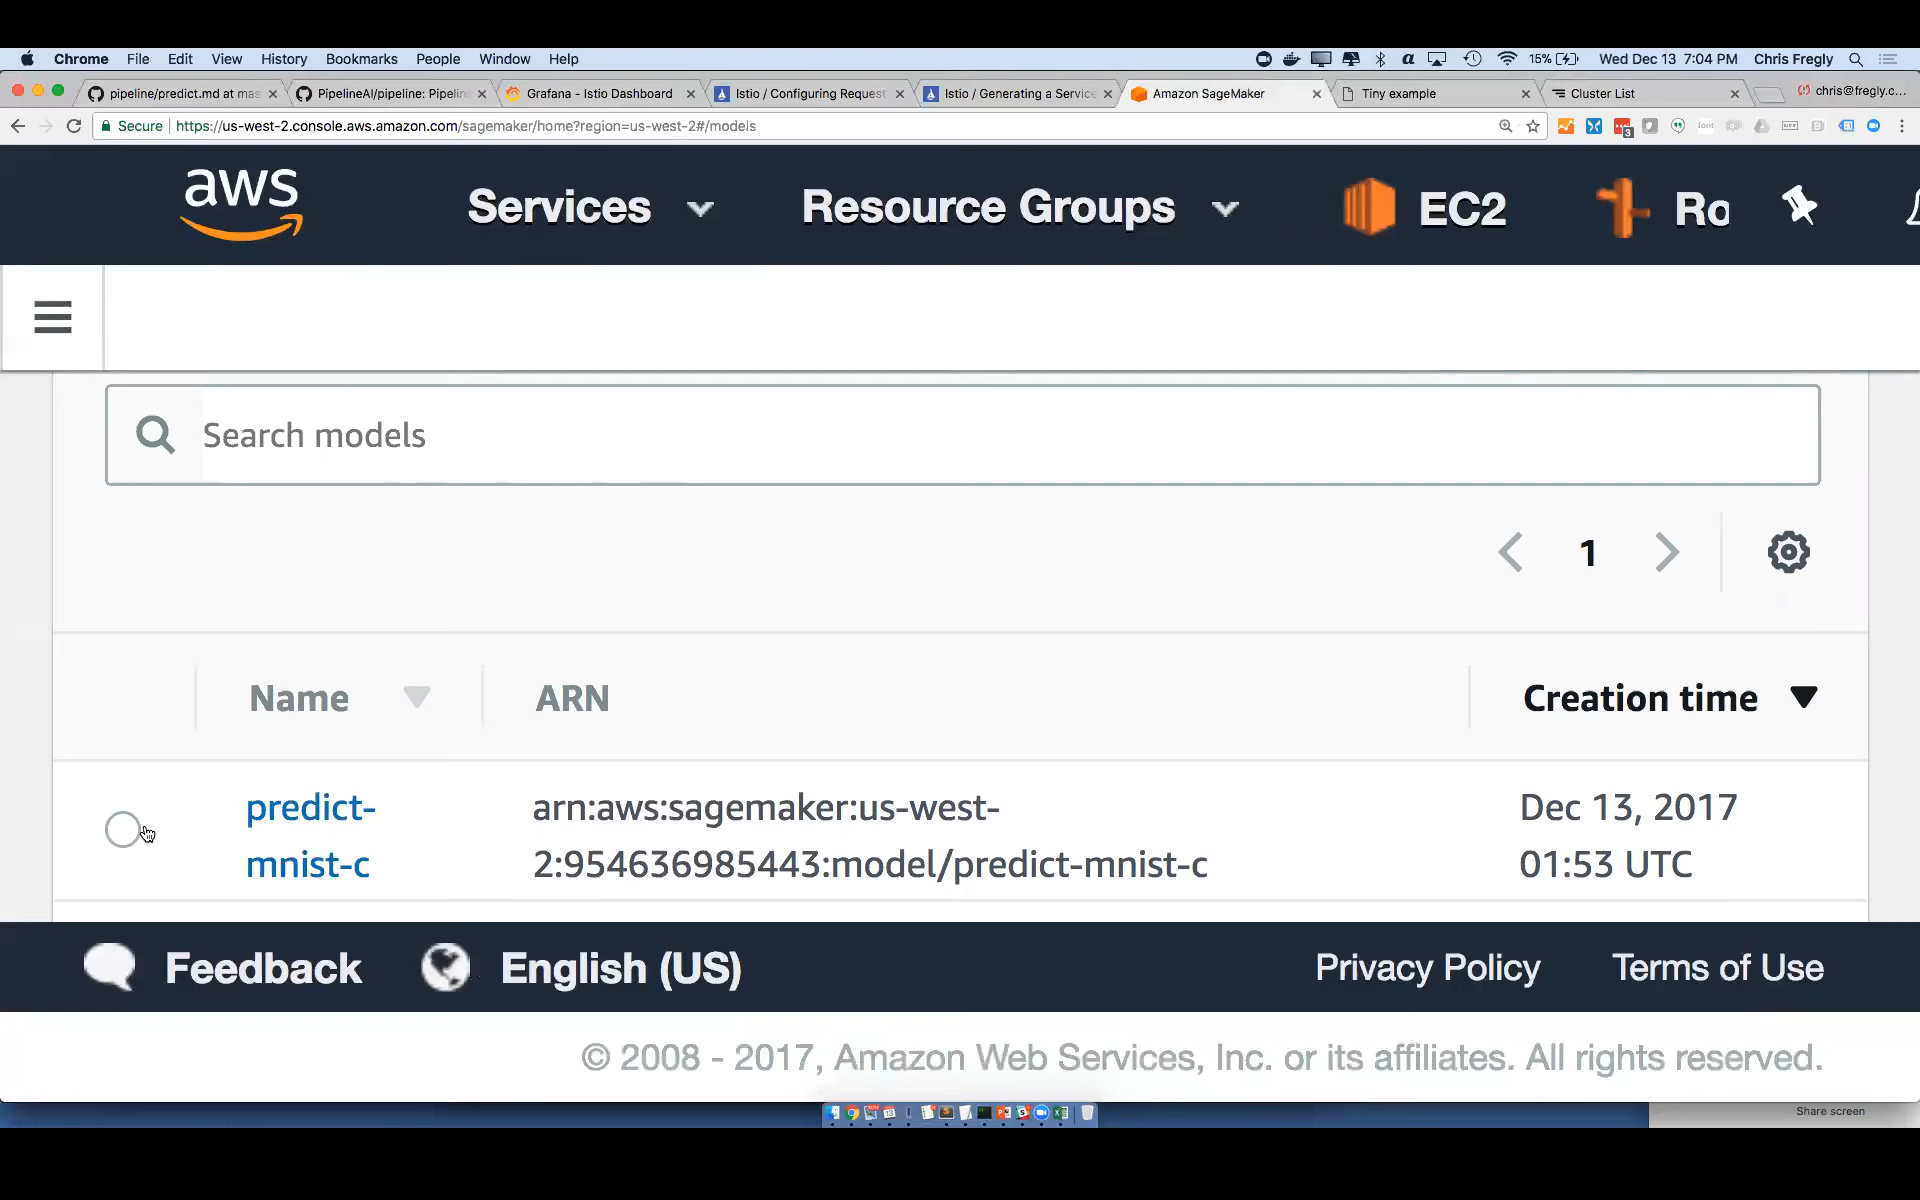 Chrome File Edit View History Bookmarks People Window Help 15% Wed Dec 13 7:04 PM Chris Fregly
pipeline/predict.md at mas PipelineAI/pipeline: Pipelin Grafana - Istio Dashboard Istio / Configuring Request Istio / Generating a Service Amazon SageMaker Tiny example Cluster List chris@fregly.c...
Secure https://us-west-2.console.aws.amazon.com/sagemaker/home?region=us-west-2#/models
aws Services Resource Groups EC2 Ro
Search models
1
Name ARN Creation time
predict- arn:aws:sagemaker:us-west- Dec 13, 2017
mnist-c 2:954636985443:model/predict-mnist-c 01:53 UTC
Feedback English (US) Privacy Policy Terms of Use
© 2008 - 2017, Amazon Web Services, Inc. or its affiliates. All rights reserved.
Share screen